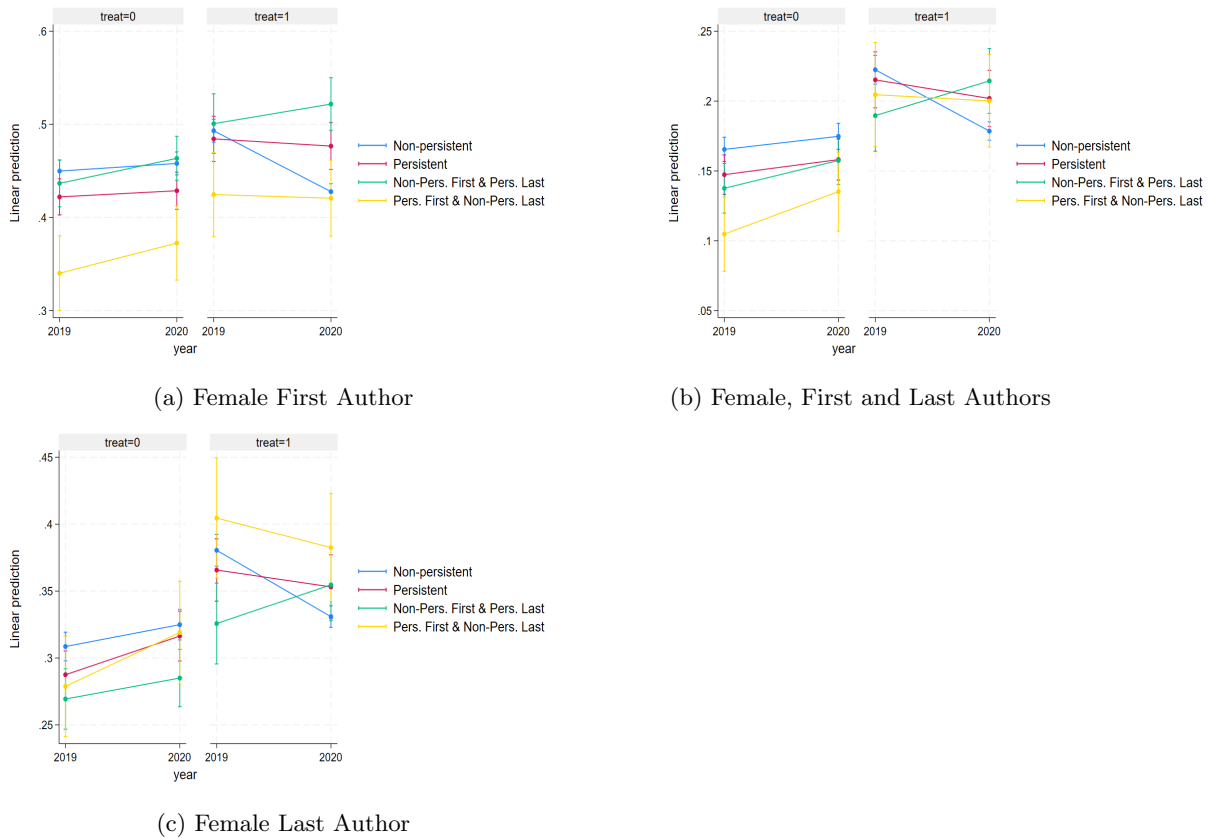 treat=0 treat=1
.6
.5
.4
.3
Linear prediction
2019 2020 2019 2020
year
Non-persistent
Persistent
Non-Pers. First & Pers. Last
Pers. First & Non-Pers. Last
(a) Female First Author
treat=0 treat=1
.25
.2
.15
.1
.05
Linear prediction
2019 2020 2019 2020
year
Non-persistent
Persistent
Non-Pers. First & Pers. Last
Pers. First & Non-Pers. Last
(b) Female, First and Last Authors
treat=0 treat=1
.45
.4
.35
.3
.25
Linear prediction
2019 2020 2019 2020
year
Non-persistent
Persistent
Non-Pers. First & Pers. Last
Pers. First & Non-Pers. Last
(c) Female Last Author